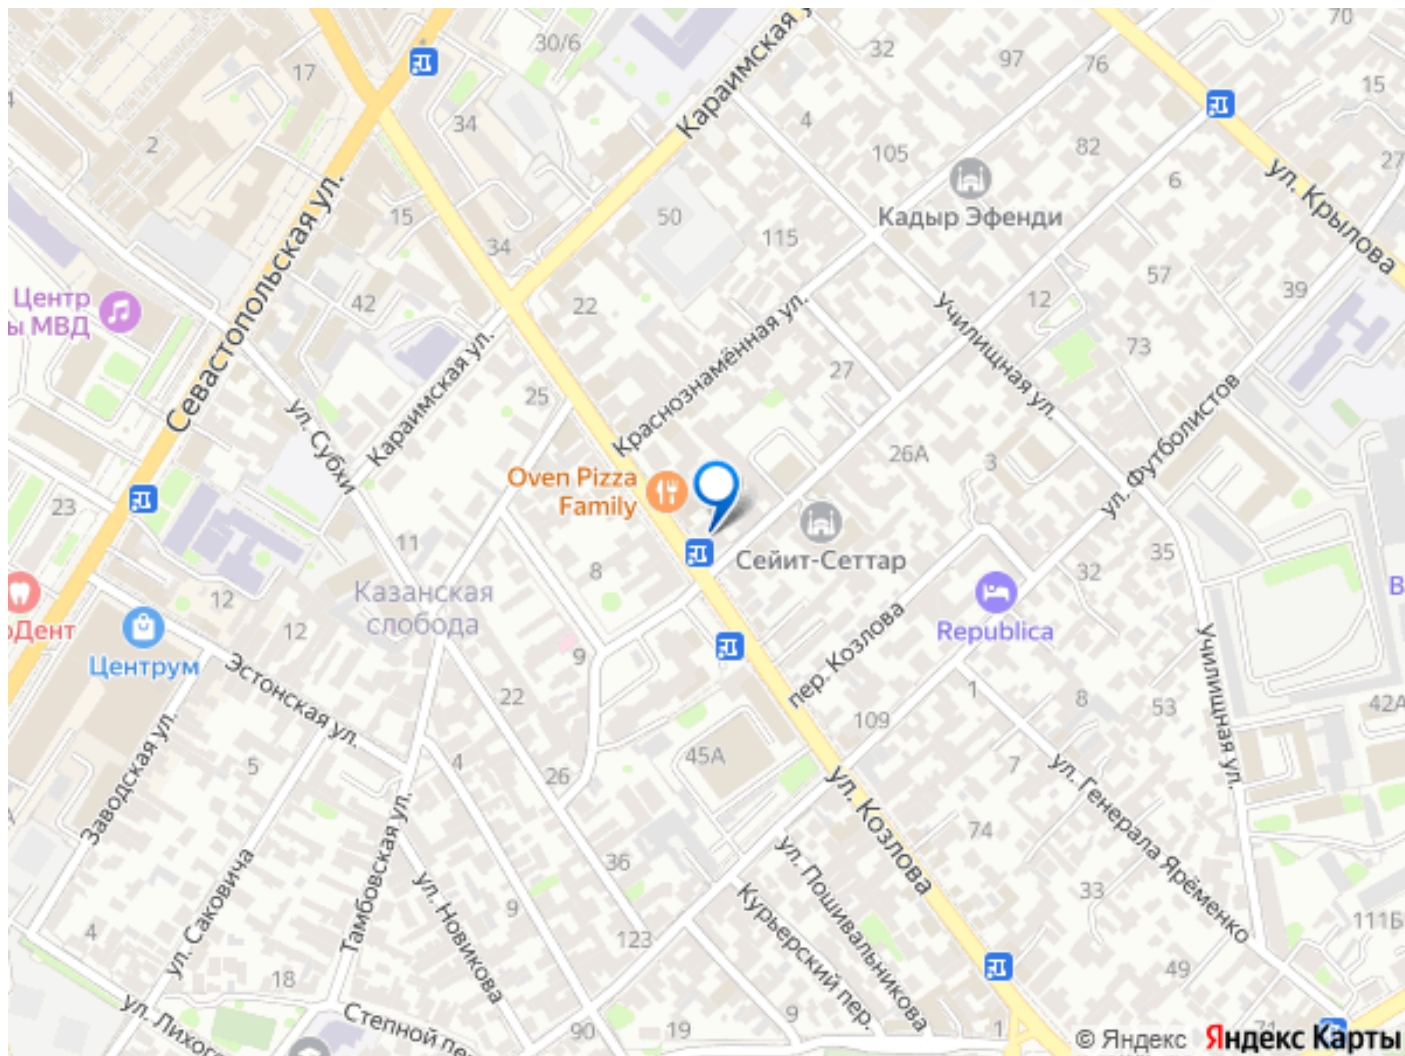 30/6
Караимская у
32
97
76
70
17
34
4
82
15
2
105
6
27
Севастопольская ул.
15
50
115
Кадыр Эфенди
ул. Крылова
34
57
39
Центр
ы МВД
42
22
12
Училищная ул.
73
Краснознамённая ул.
Караимская ул.
25
27
ул. Субхи
26А
3
ул. Футболистов
Oven Pizza
Family
23
11
Сейит-Сеттар
35
8
32
Казанская
слобода
12
12
Republica
В
оДент
Центрум
9
пер. Козлова
Эстонская ул.
22
1
8
53
42А
Училищная ул.
109
Заводская ул.
5
4
45А
26
7
ул. Козлова
ул. Генерала Ярёменко
Тамбовская ул.
74
36
ул. Саковича
ул. Новикова
9
ул. Пошивальникова
Курьерский пер.
33
4
123
111Б
18
49
ул. Лихого
Степной пе
90
19
9
1
71
© Яндекс Яндекс Карты